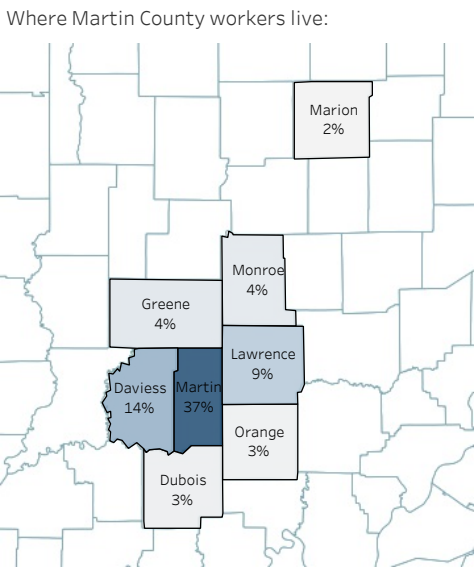 Where Martin County workers live:
Marion
2%
Monroe
4%
Greene
4%
Lawrence
9%
Daviess
14%
Martin
37%
Orange
3%
Dubois
3%